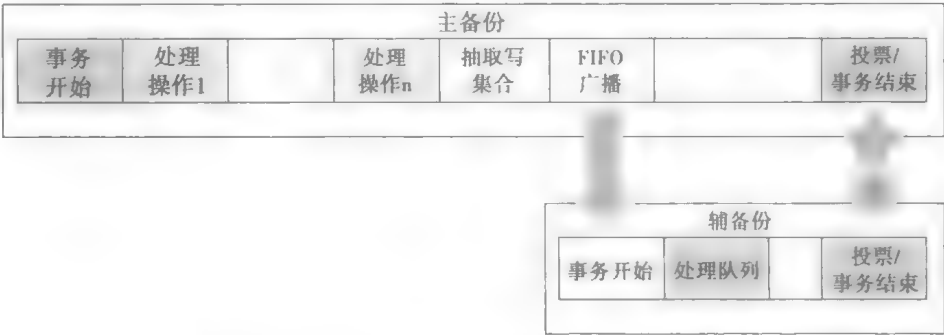 主备份
事务
开始
处理
操作1
处理
操作n
抽取写
集合
FIFO
广播
投票/
事务结束
辅备份
事务开始
处理队列
投票/
事务结束